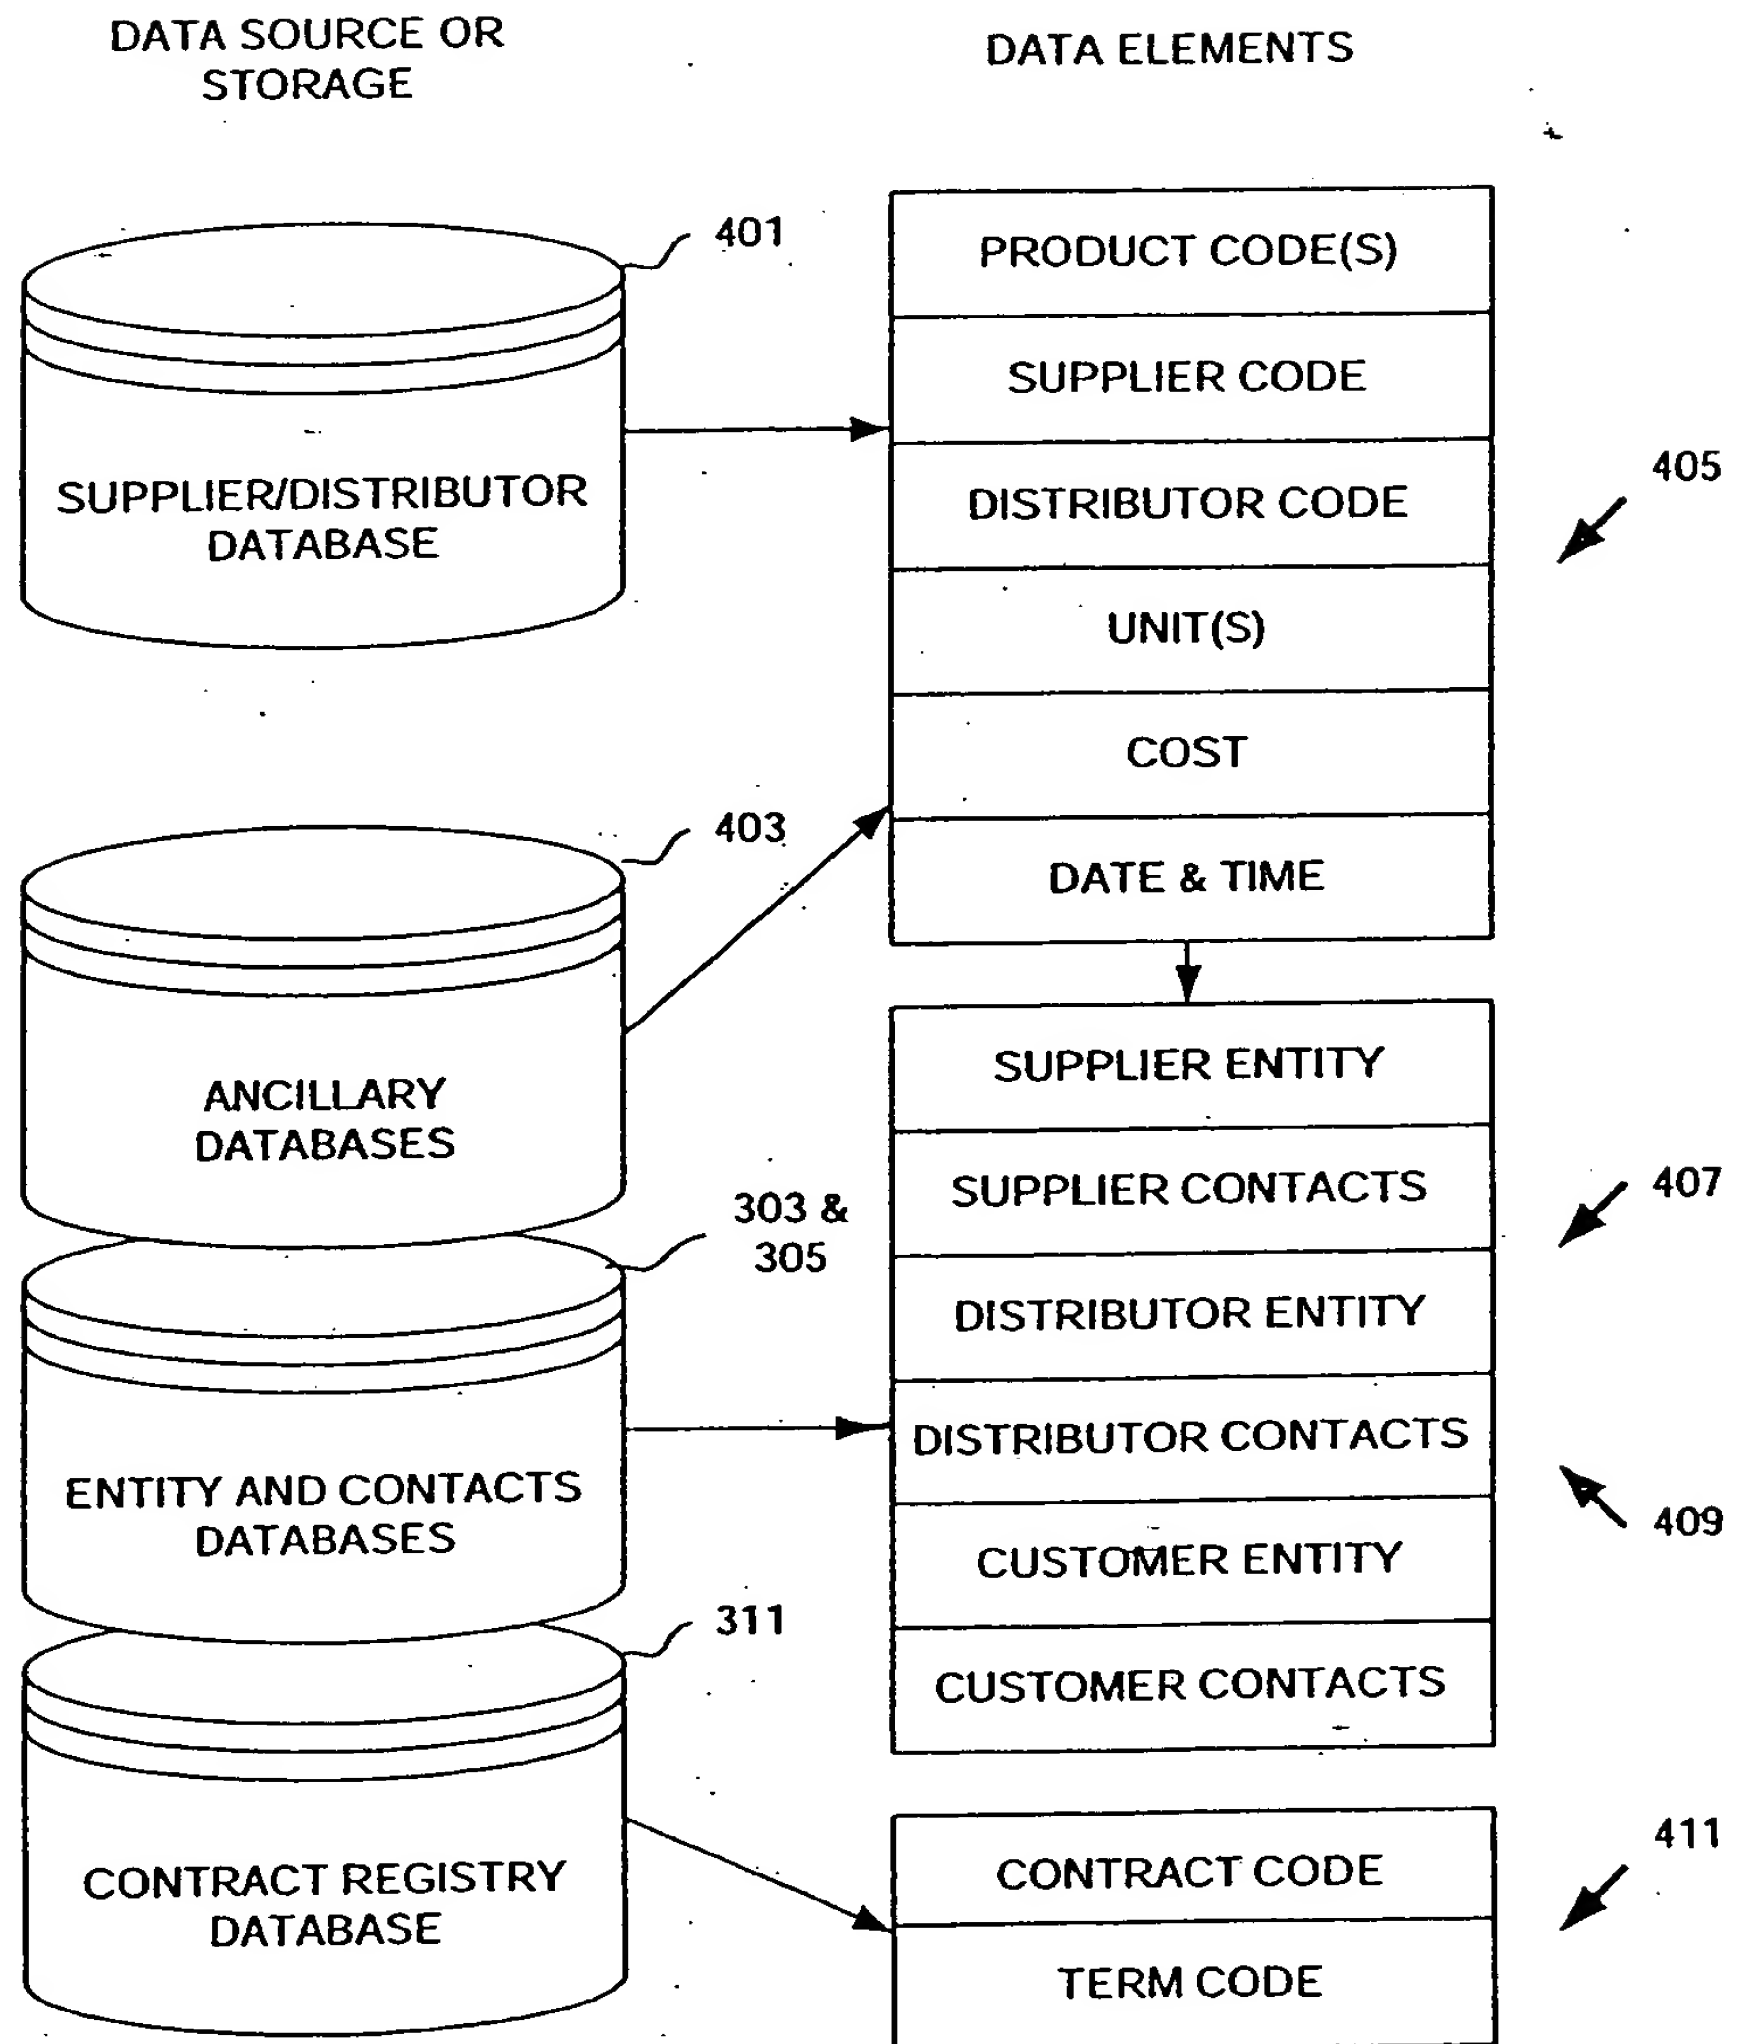 DATA SOURCE OR
STORAGE
DATA ELEMENTS
401
SUPPLIER/DISTRIBUTOR
DATABASE
403
ANCILLARY
DATABASES
303 &
305
ENTITY AND CONTACTS
DATABASES
311
CONTRACT REGISTRY
DATABASE
PRODUCT CODE(S)
SUPPLIER CODE
DISTRIBUTOR CODE
UNIT(S)
COST
DATE & TIME
405
SUPPLIER ENTITY
SUPPLIER CONTACTS
DISTRIBUTOR ENTITY
DISTRIBUTOR CONTACTS
CUSTOMER ENTITY
CUSTOMER CONTACTS
407
409
CONTRACT CODE
TERM CODE
411